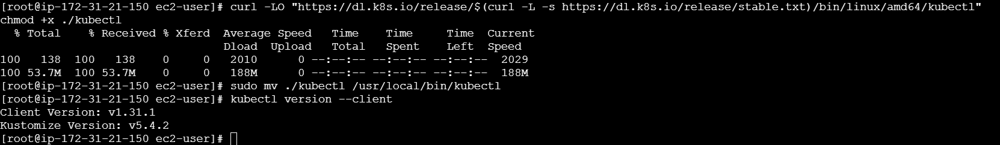 [root@ip-172-31-21-150 ec2-user]# curl -LO "https://dl.k8s.io/release/$(curl -L -s https://dl.k8s.io/release/stable.txt)/bin/linux/amd64/kubectl"
chmod +x ./kubectl
  % Total    % Received % Xferd  Average Speed   Time    Time     Time  Current
                                 Dload  Upload   Total   Spent    Left  Speed
100   138  100   138    0     0   2010      0 --:--:-- --:--:-- --:--:--  2029
100 53.7M  100 53.7M    0     0   188M      0 --:--:-- --:--:-- --:--:--  188M
[root@ip-172-31-21-150 ec2-user]# sudo mv ./kubectl /usr/local/bin/kubectl
[root@ip-172-31-21-150 ec2-user]# kubectl version --client
Client Version: v1.31.1
Kustomize Version: v5.4.2
[root@ip-172-31-21-150 ec2-user]#